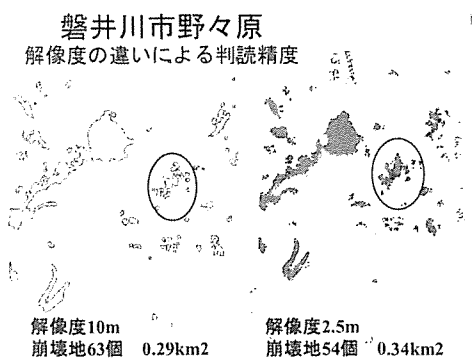 磐井川市野々原
解像度の違いによる判読精度
解像度10m
崩壊地63個 0.29km2
解像度2.5m
崩壊地54個 0.34km2